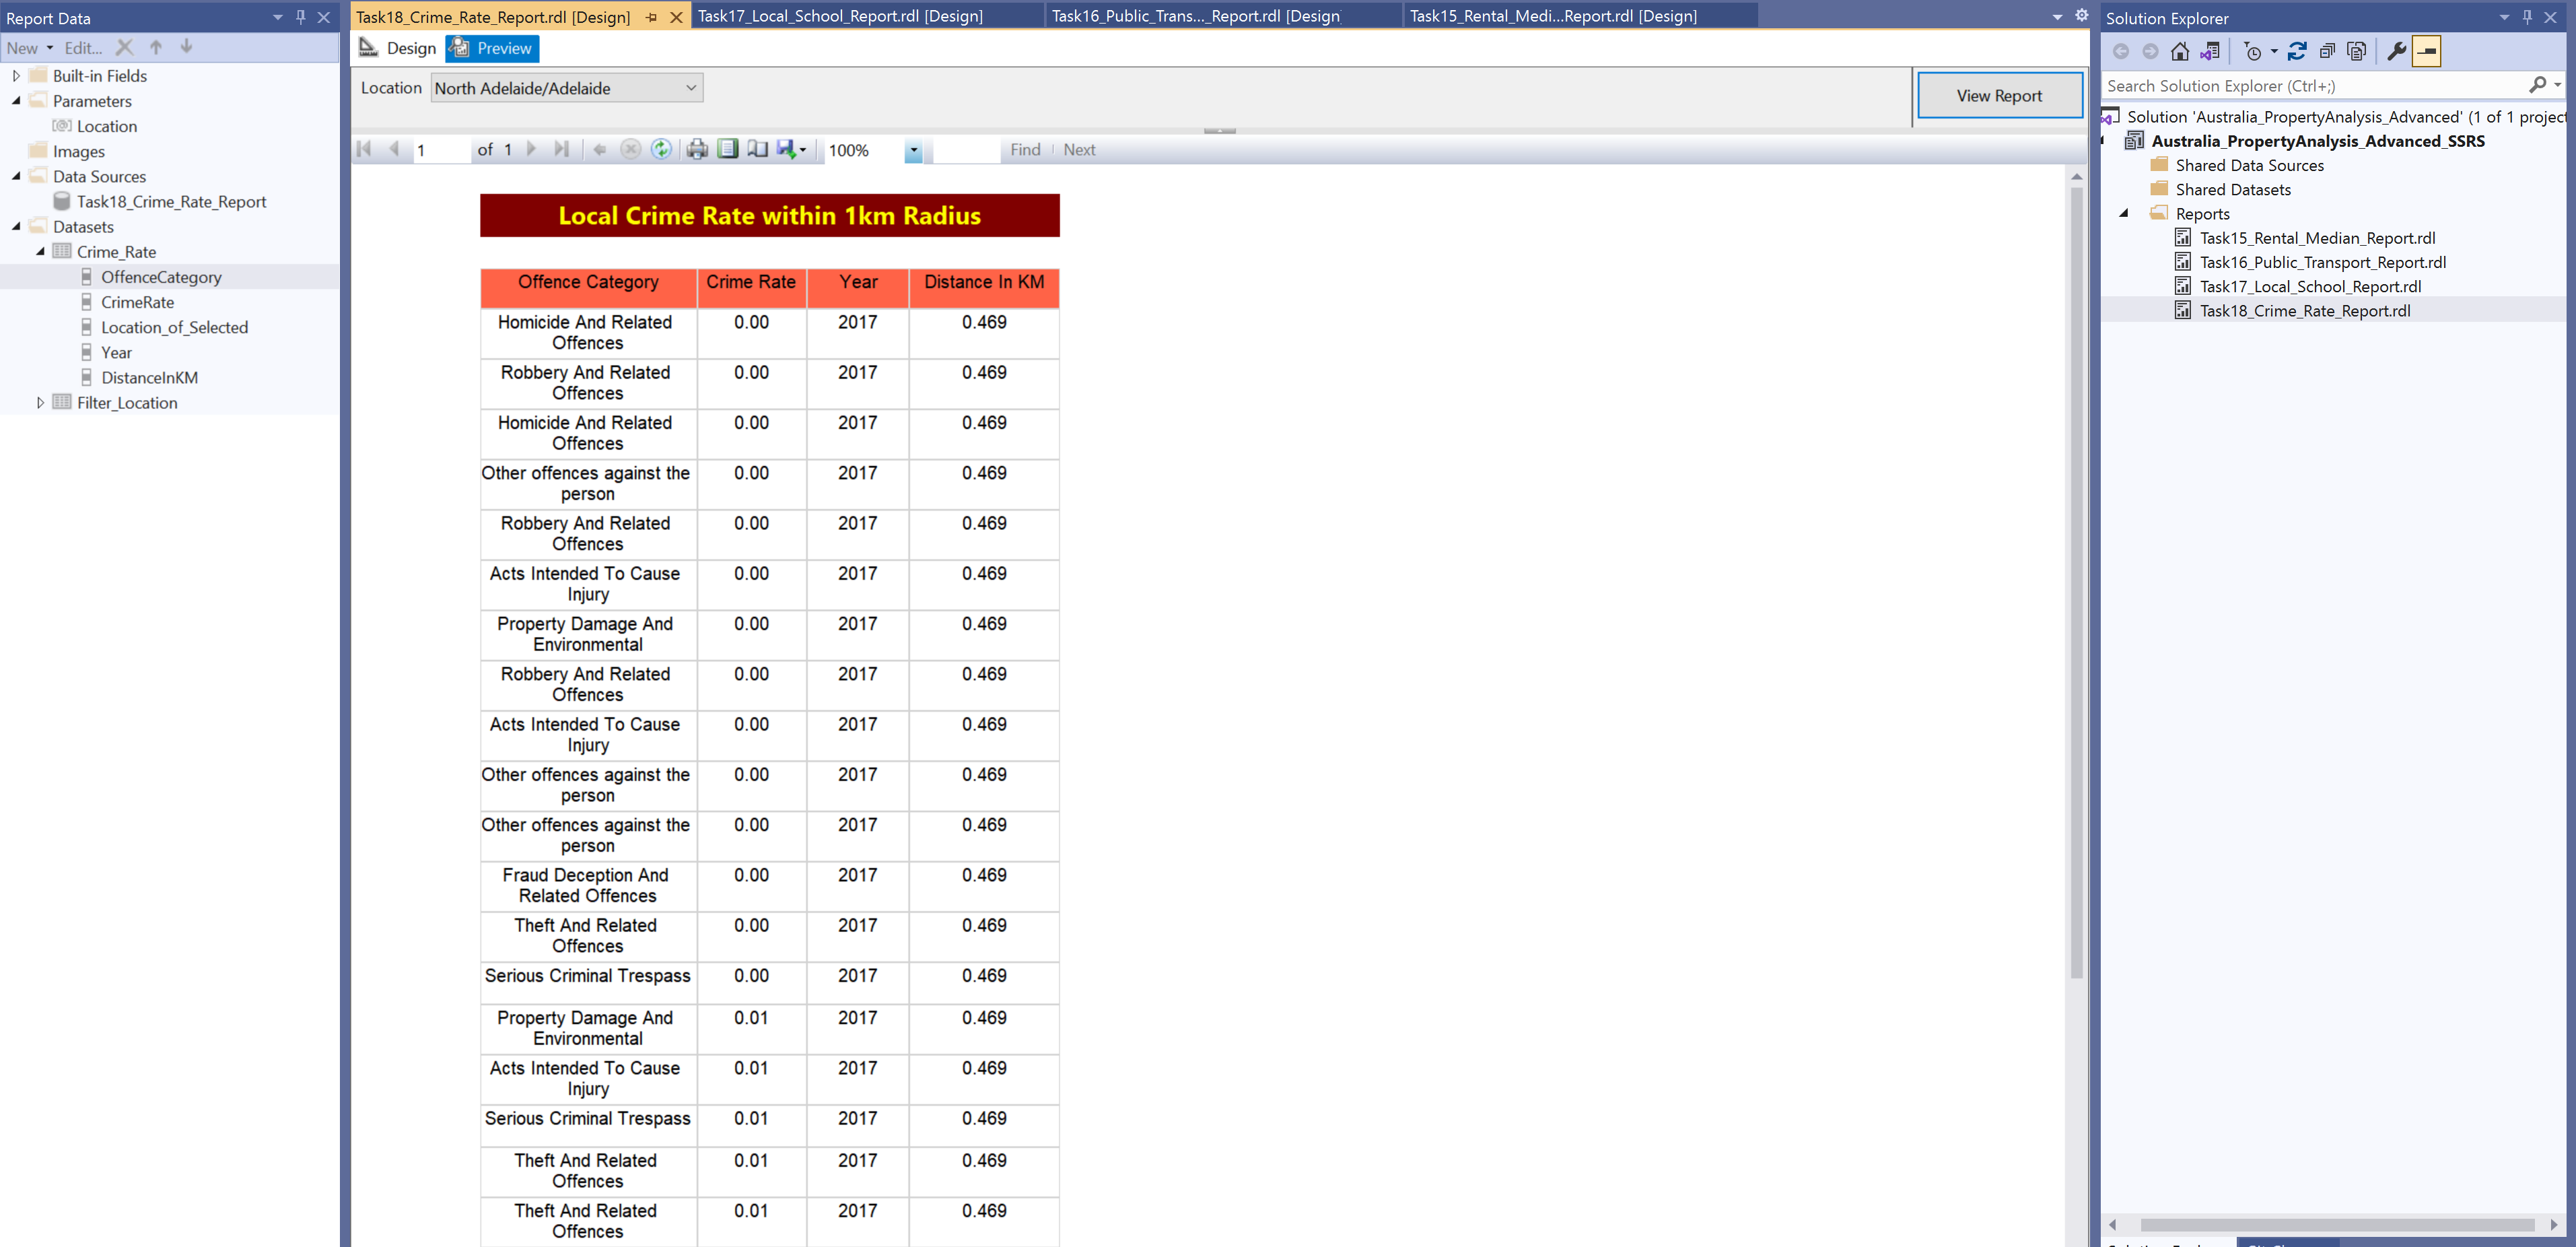 Report Data
New Edit...
Built-in Fields
Parameters
Location
Images
Data Sources
Task18_Crime_Rate_Report
Datasets
Crime_Rate
OffenceCategory
CrimeRate
Location_of_Selected
Year
DistanceInKM
Filter_Location
Task18_Crime_Rate_Report.rdl [Design] Task17_Local_School_Report.rdl [Design] Task16_Public_Trans..._Report.rdl [Design Task15_Rental_Medi...Report.rdl [Design]
Design Preview
Location North Adelaide/Adelaide View Report
1 of 1 100% Find Next
Local Crime Rate within 1km Radius
Offence Category Crime Rate Year Distance In KM
Homicide And Related 0.00 2017 0.469
Offences
Robbery And Related 0.00 2017 0.469
Offences
Homicide And Related 0.00 2017 0.469
Offences
Other offences against the 0.00 2017 0.469
person
Robbery And Related 0.00 2017 0.469
Offences
Acts Intended To Cause 0.00 2017 0.469
Injury
Property Damage And 0.00 2017 0.469
Environmental
Robbery And Related 0.00 2017 0.469
Offences
Acts Intended To Cause 0.00 2017 0.469
Injury
Other offences against the 0.00 2017 0.469
person
Other offences against the 0.00 2017 0.469
person
Fraud Deception And 0.00 2017 0.469
Related Offences
Theft And Related 0.00 2017 0.469
Offences
Serious Criminal Trespass 0.00 2017 0.469
Property Damage And 0.01 2017 0.469
Environmental
Acts Intended To Cause 0.01 2017 0.469
Injury
Serious Criminal Trespass 0.01 2017 0.469
Theft And Related 0.01 2017 0.469
Offences
Theft And Related 0.01 2017 0.469
Offences
Solution Explorer
Search Solution Explorer (Ctrl+;)
Solution 'Australia_PropertyAnalysis_Advanced' (1 of 1 project
Australia_PropertyAnalysis_Advanced_SSRS
Shared Data Sources
Shared Datasets
Reports
Task15_Rental_Median_Report.rdl
Task16_Public_Transport_Report.rdl
Task17_Local_School_Report.rdl
Task18_Crime_Rate_Report.rdl